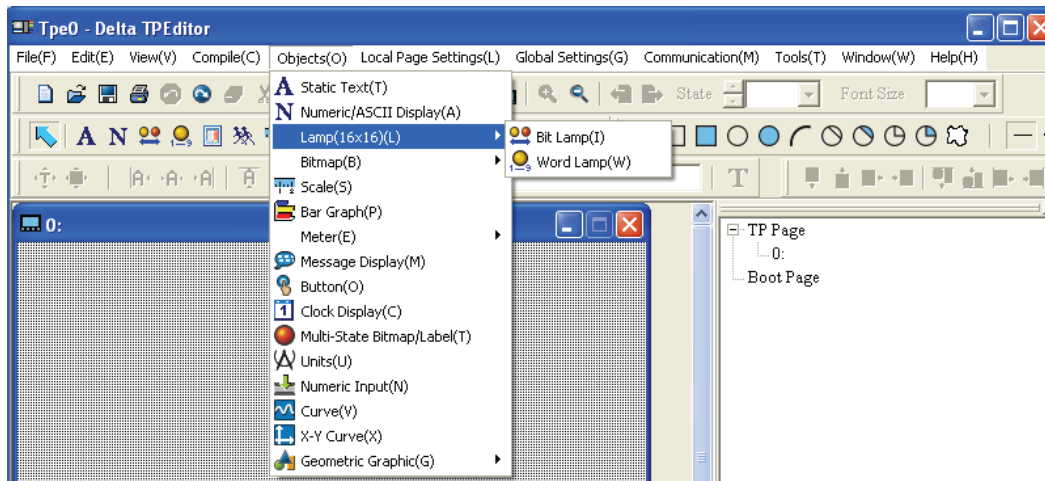 Tpe0 - Delta TPEditor
File(F) Edit(E) View(V) Compile(C) Objects(O) Local Page Settings(L) Global Settings(G) Communication(M) Tools(T) Window(W) Help(H)
State Font Size
A Static Text(T)
N Numeric/ASCII Display(A)
A N
Lamp(16x16)(L)
Bit Lamp(I)
Bitmap(B)
Word Lamp(W)
T
Scale(S)
0:
Bar Graph(P)
Meter(E)
Message Display(M)
Button(O)
1 Clock Display(C)
Multi-State Bitmap/Label(T)
Units(U)
Numeric Input(N)
Curve(V)
X-Y Curve(X)
Geometric Graphic(G)
TP Page
0:
Boot Page